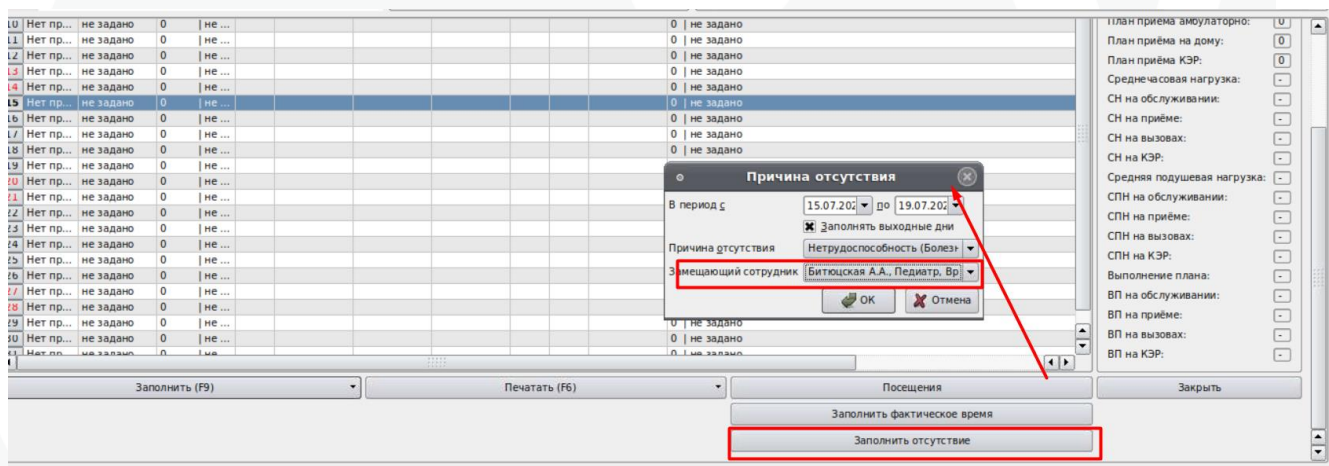 10 Нет пр... не задано 0 | не ... 0 | не задано План приёма амбулаторно: 0
11 Нет пр... не задано 0 | не ... 0 | не задано План приёма на дому: 0
12 Нет пр... не задано 0 | не ... 0 | не задано План приёма КЭР: 0
13 Нет пр... не задано 0 | не ... 0 | не задано Среднечасовая нагрузка: -
14 Нет пр... не задано 0 | не ... 0 | не задано
15 Нет пр... не задано 0 | не ... 0 | не задано СН на обслуживании: -
16 Нет пр... не задано 0 | не ... 0 | не задано СН на приёме: -
17 Нет пр... не задано 0 | не ... 0 | не задано СН на вызовах: -
18 Нет пр... не задано 0 | не ... 0 | не задано СН на КЭР: -
19 Нет пр... не задано 0 | не ...
20 Нет пр... не задано 0 | не ... Причина отсутствия Средняя подушевая нагрузка: -
21 Нет пр... не задано 0 | не ... СПН на обслуживании: -
22 Нет пр... не задано 0 | не ... В период с 15.07.202 по 19.07.202 СПН на приёме: -
23 Нет пр... не задано 0 | не ... Заполнять выходные дни СПН на вызовах: -
24 Нет пр... не задано 0 | не ... Причина отсутствия Нетрудоспособность (Болезн СПН на КЭР: -
25 Нет пр... не задано 0 | не ...
26 Нет пр... не задано 0 | не ... Замещающий сотрудник Битюцская А.А., Педиатр, Вр Выполнение плана: -
27 Нет пр... не задано 0 | не ... ВП на обслуживании: -
28 Нет пр... не задано 0 | не ... ОК Отмена ВП на приёме: -
29 Нет пр... не задано 0 | не ... 0 | не задано
30 Нет пр... не задано 0 | не ... 0 | не задано ВП на вызовах: -
31 Нет пр... не задано 0 | не ... 0 | не задано ВП на КЭР: -
Заполнить (F9) Печатать (F6) Посещения Закрыть
Заполнить фактическое время
Заполнить отсутствие